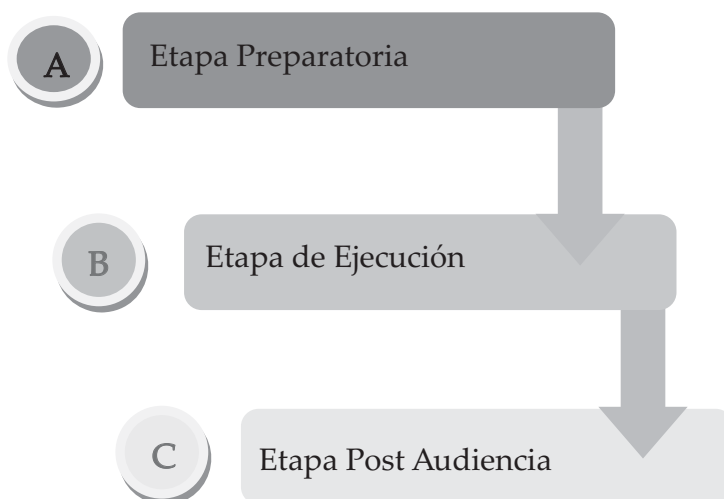 A
Etapa Preparatoria
B
Etapa de Ejecución
C
Etapa Post Audiencia